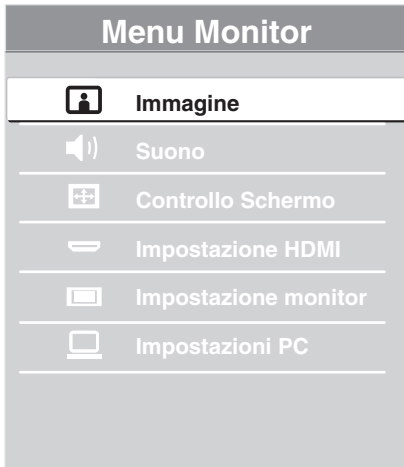 Menu Monitor
Immagine
Suono
Controllo Schermo
Impostazione HDMI
Impostazione monitor
Impostazioni PC